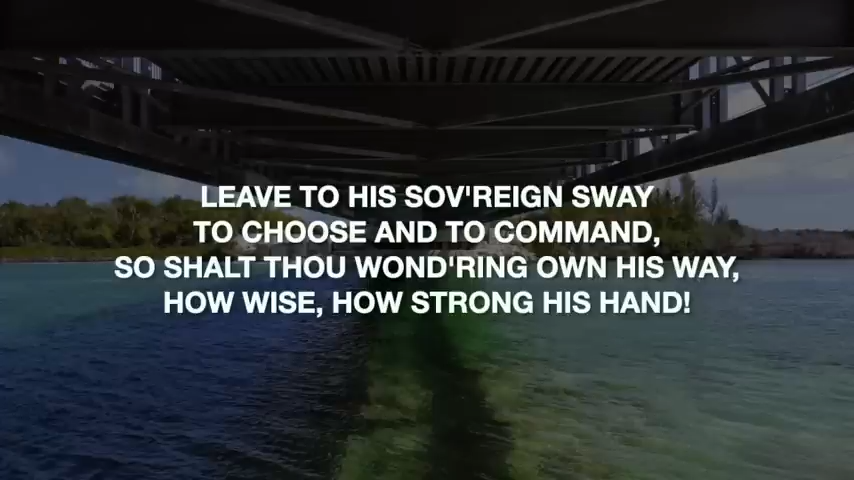 LEAVE TO HIS SOV'REIGN SWAY
TO CHOOSE AND TO COMMAND,
SO SHALT THOU WOND'RING OWN HIS WAY,
HOW WISE, HOW STRONG HIS HAND!